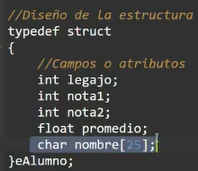 //Diseño de la estructura
typedef struct
{
//Campos o atributos
int legajo;
int nota1;
int nota2;
float promedio;
char nombre[25];
}eAlumno;